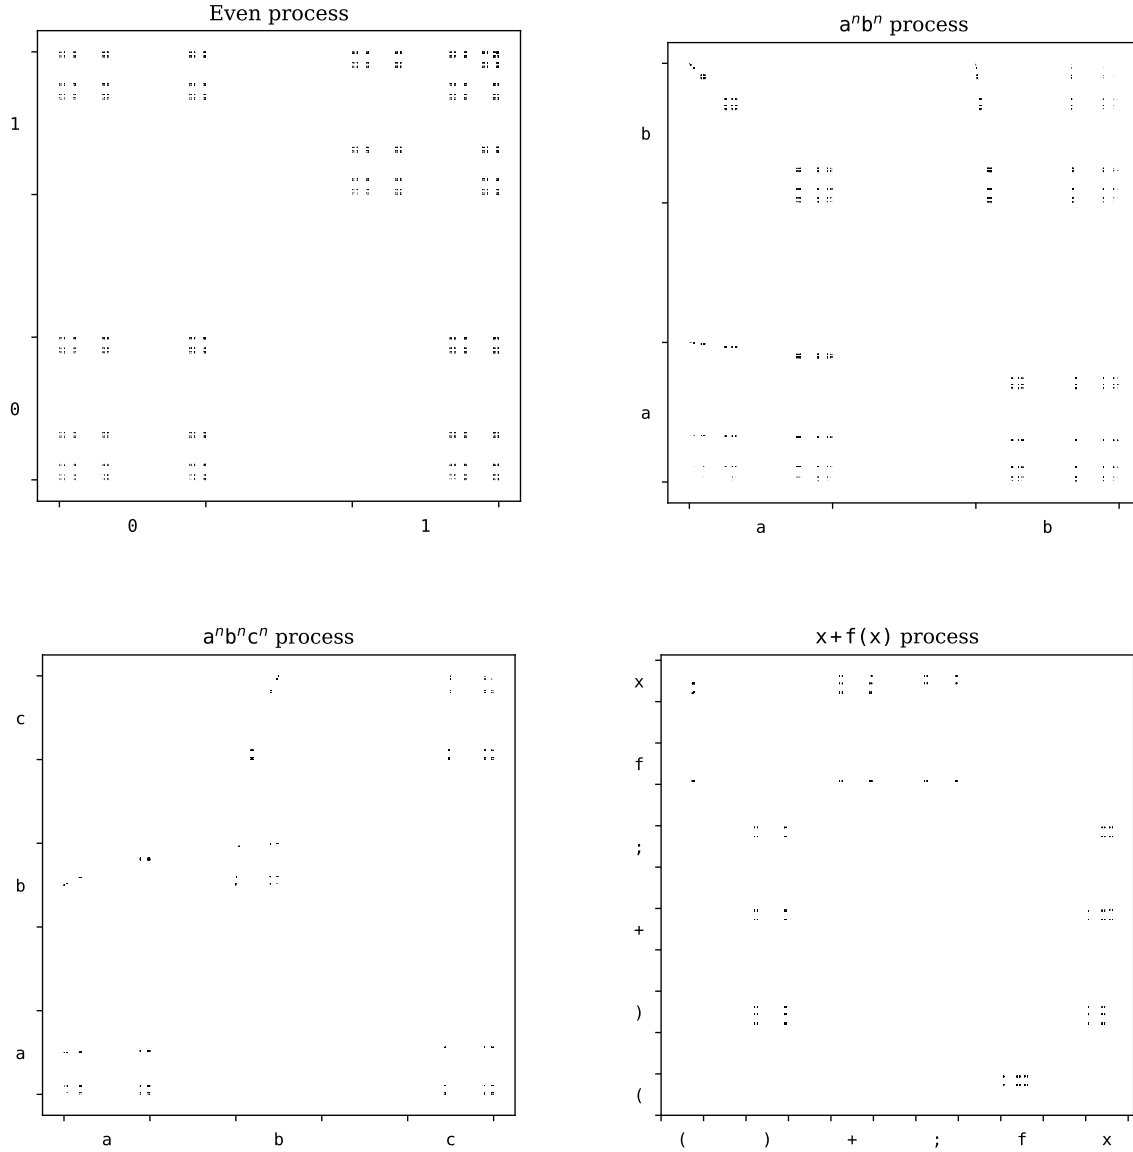 Even process
1
0
0 1
aⁿbⁿ process
b
a
a b
aⁿbⁿcⁿ process
c
b
a
a b c
x+f(x) process
x
f
;
+
)
(
( ) + ; f x